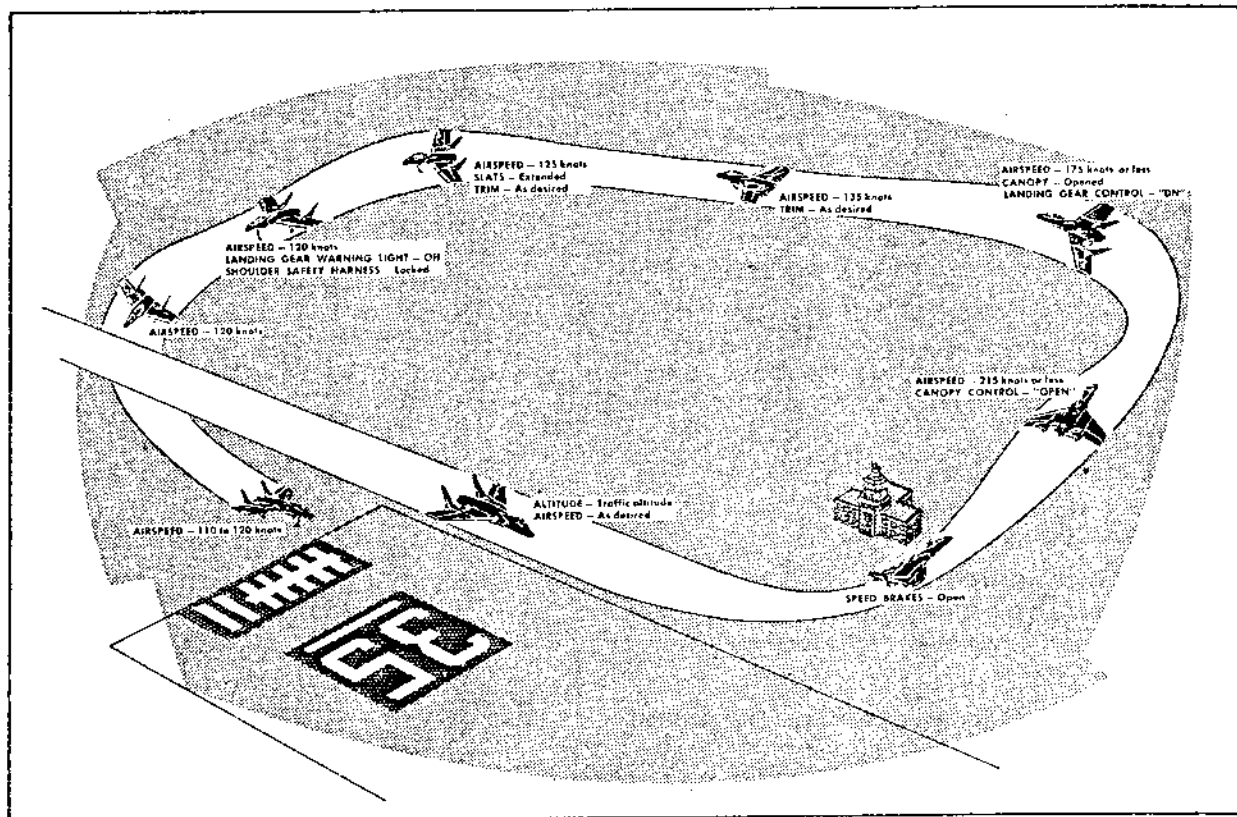 AIRSPEED — 125 knots
SLATS — Extended
TRIM — As desired
AIRSPEED — 135 knots
TRIM — As desired
AIRSPEED — 175 knots or less
CANOPY — Opened
LANDING GEAR CONTROL — "DN"
AIRSPEED — 120 knots
LANDING GEAR WARNING LIGHT — Off
SHOULDER SAFETY HARNESS Locked
AIRSPEED — 120 knots
AIRSPEED — 215 knots or less
CANOPY CONTROL — "OPEN"
ALTITUDE — Traffic altitude
AIRSPEED — As desired
AIRSPEED — 110 to 120 knots
SPEED BRAKES — Open
35